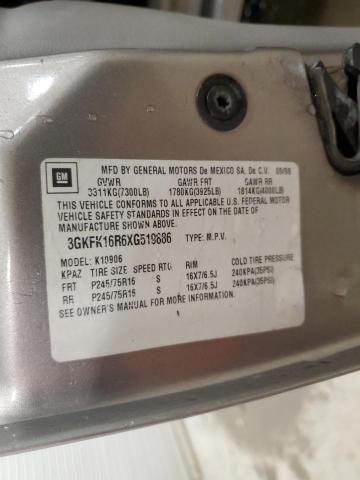 GM
MFD BY GENERAL MOTORS De MEXICO SA. De C.V. 09/98
GVWR GAWR FRT GAWR RR
3311KG(7300LB) 1780KG(3925LB) 1814KG(4000LB)
THIS VEHICLE CONFORMS TO ALL APPLICABLE U.S. FEDERAL MOTOR
VEHICLE SAFETY STANDARDS IN EFFECT ON THE DATE OF
MANUFACTURE SHOWN ABOVE.
3GKFK16R6XG519686 TYPE: M.P.V.
MODEL: K10906
KPAZ TIRE SIZE SPEED RTG RIM COLD TIRE PRESSURE
FRT P245/75R16 S 16X7/6.5J 240KPA(35PSI)
RR P245/75R16 S 16X7/6.5J 240KPA(35PSI)
SEE OWNER'S MANUAL FOR MORE INFORMATION.